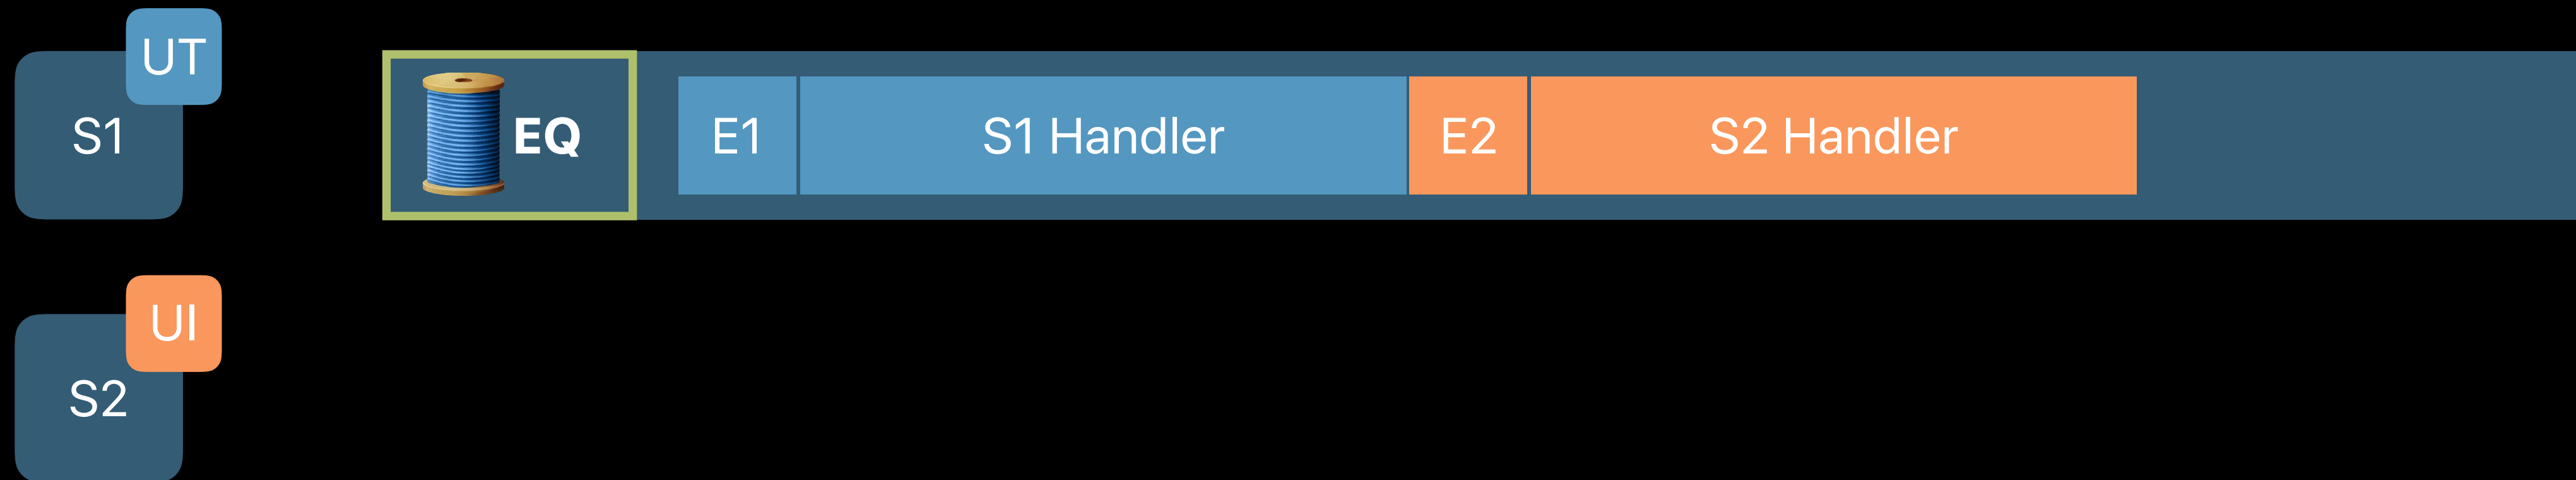 UT
S1
EQ
E1
S1 Handler
E2
S2 Handler
UI
S2